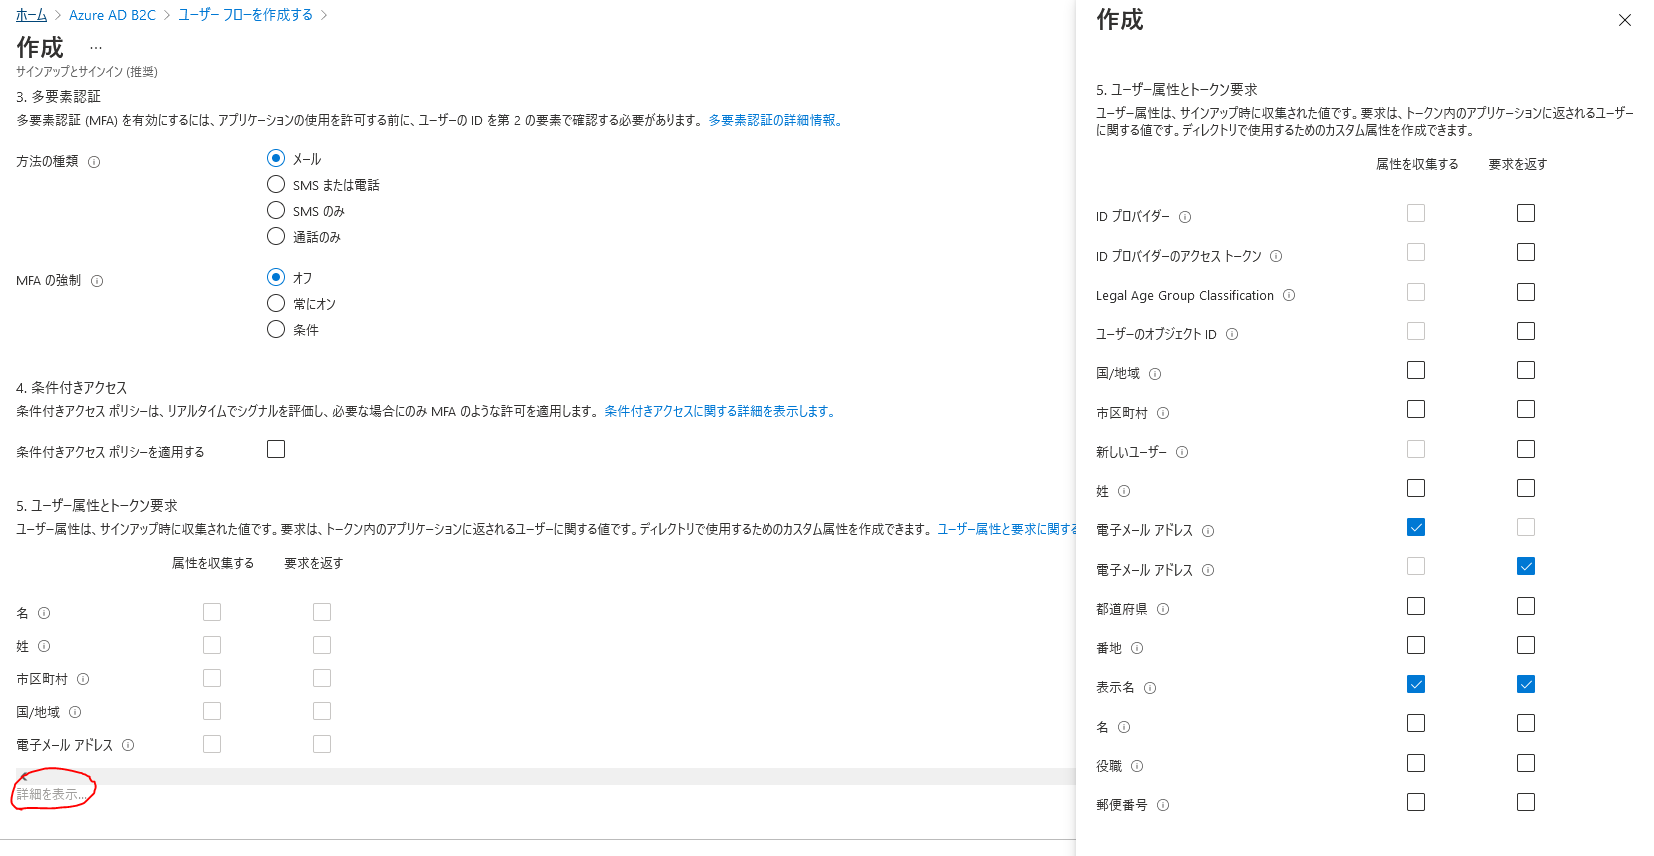 ホーム > Azure AD B2C > ユーザー フローを作成する >
作成 …
サインアップとサインイン (推奨)
3. 多要素認証
多要素認証 (MFA) を有効にするには、アプリケーションの使用を許可する前に、ユーザーの ID を第 2 の要素で確認する必要があります。 多要素認証の詳細情報。
方法の種類
メール
SMS または電話
SMS のみ
通話のみ
MFA の強制
オフ
常にオン
条件
4. 条件付きアクセス
条件付きアクセス ポリシーは、リアルタイムでシグナルを評価し、必要な場合にのみ MFA のような許可を適用します。 条件付きアクセスに関する詳細を表示します。
条件付きアクセス ポリシーを適用する
5. ユーザー属性とトークン要求
ユーザー属性は、サインアップ時に収集された値です。要求は、トークン内のアプリケーションに返されるユーザーに関する値です。ディレクトリで使用するためのカスタム属性を作成できます。 ユーザー属性と要求に関する
属性を収集する 要求を返す
名
姓
市区町村
国/地域
電子メール アドレス
詳細を表示...
作成
5. ユーザー属性とトークン要求
ユーザー属性は、サインアップ時に収集された値です。要求は、トークン内のアプリケーションに返されるユーザー
に関する値です。ディレクトリで使用するためのカスタム属性を作成できます。
属性を収集する 要求を返す
ID プロバイダー
ID プロバイダーのアクセス トークン
Legal Age Group Classification
ユーザーのオブジェクト ID
国/地域
市区町村
新しいユーザー
姓
電子メール アドレス
電子メール アドレス
都道府県
番地
表示名
名
役職
郵便番号